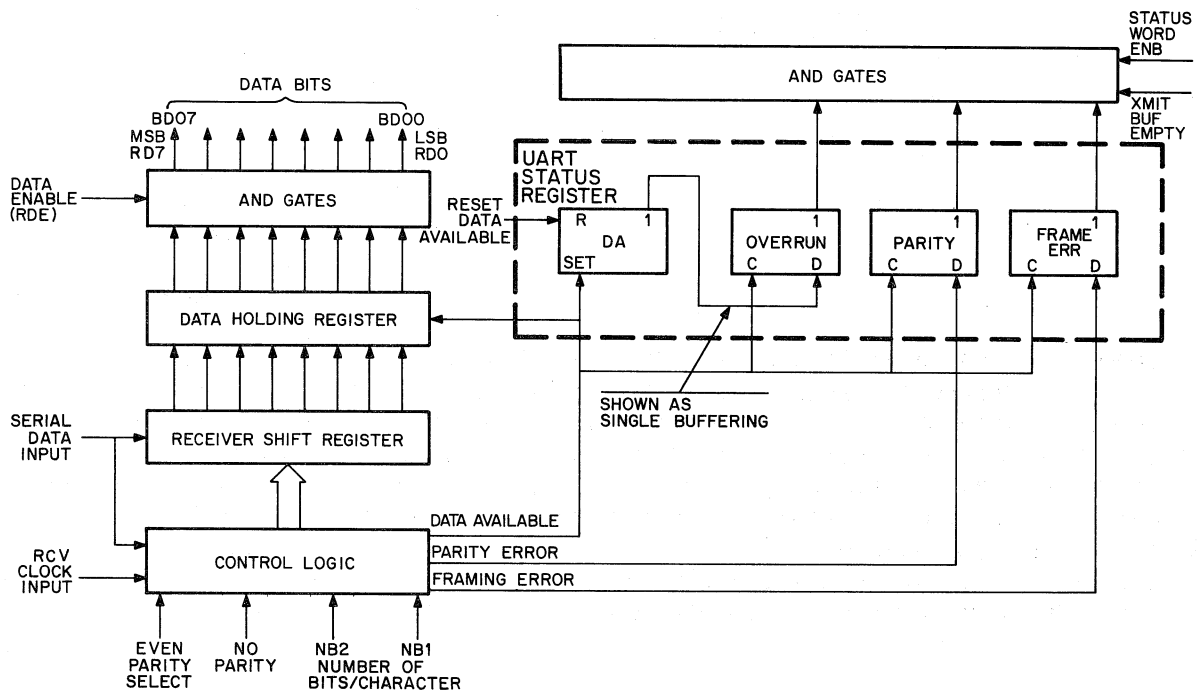 STATUS
WORD
ENB
AND GATES
XMIT
BUF
EMPTY
DATA BITS
BD07
BD00
MSB
RD7
LSB
RD0
DATA
ENABLE
(RDE)
AND GATES
UART
STATUS
REGISTER
RESET
DATA
AVAILABLE
R 1
DA
SET
1
OVERRUN
C D
1
PARITY
C D
FRAME 1
ERR
C D
DATA HOLDING REGISTER
SHOWN AS
SINGLE BUFFERING
SERIAL
DATA
INPUT
RECEIVER SHIFT REGISTER
DATA AVAILABLE
RCV
CLOCK
INPUT
CONTROL LOGIC
PARITY ERROR
FRAMING ERROR
EVEN
PARITY
SELECT
NO
PARITY
NB2 NB1
NUMBER OF
BITS/CHARACTER